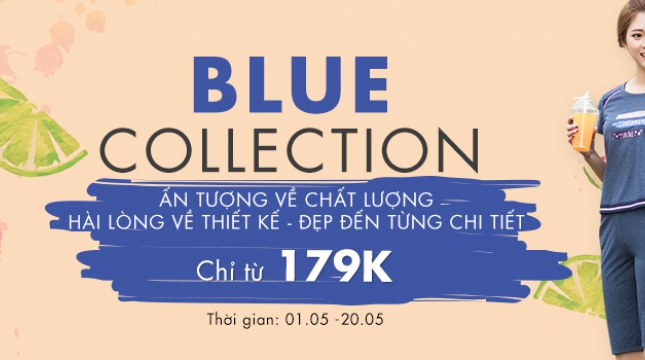 BLUE
COLLECTION
ẤN TƯỢNG VỀ CHẤT LƯỢNG
HÀI LÒNG VỀ THIẾT KẾ - ĐẸP ĐẾN TỪNG CHI TIẾT
Chỉ từ 179K
Thời gian: 01.05 -20.05